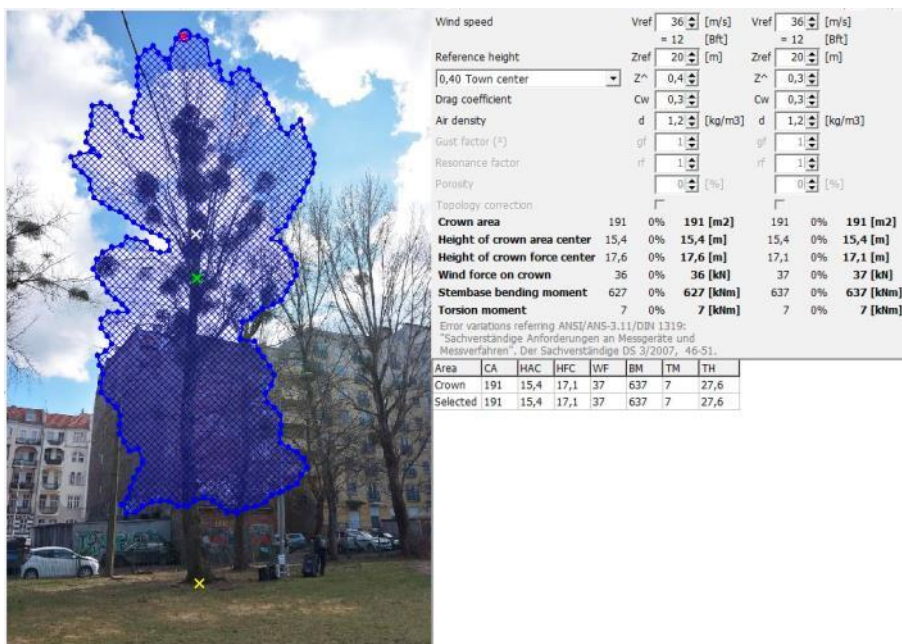 Wind speed Vref 36 [m/s] Vref 36 [m/s]
= 12 [Bft] = 12 [Bft]
Reference height Zref 20 [m] Zref 20 [m]
0,40 Town center Z^ 0,4 Z^ 0,3
Drag coefficient Cw 0,3 Cw 0,3
Air density d 1,2 [kg/m3] d 1,2 [kg/m3]
Gust factor (²) gf 1 gf 1
Resonance factor rf 1 rf 1
Porosity 0 [%] 0 [%]
Topology correction
Crown area 191 0% 191 [m2] 191 0% 191 [m2]
Height of crown area center 15,4 0% 15,4 [m] 15,4 0% 15,4 [m]
Height of crown force center 17,6 0% 17,6 [m] 17,1 0% 17,1 [m]
Wind force on crown 36 0% 36 [kN] 37 0% 37 [kN]
Stembase bending moment 627 0% 627 [kNm] 637 0% 637 [kNm]
Torsion moment 7 0% 7 [kNm] 7 0% 7 [kNm]
Error variations referring ANSI/ANS-3.11/DIN 1319:
"Sachverständige Anforderungen an Messgeräte und
Messverfahren". Der Sachverständige DS 3/2007, 46-51.
Area CA HAC HFC WF BM TM TH
Crown 191 15,4 17,1 37 637 7 27,6
Selected 191 15,4 17,1 37 637 7 27,6